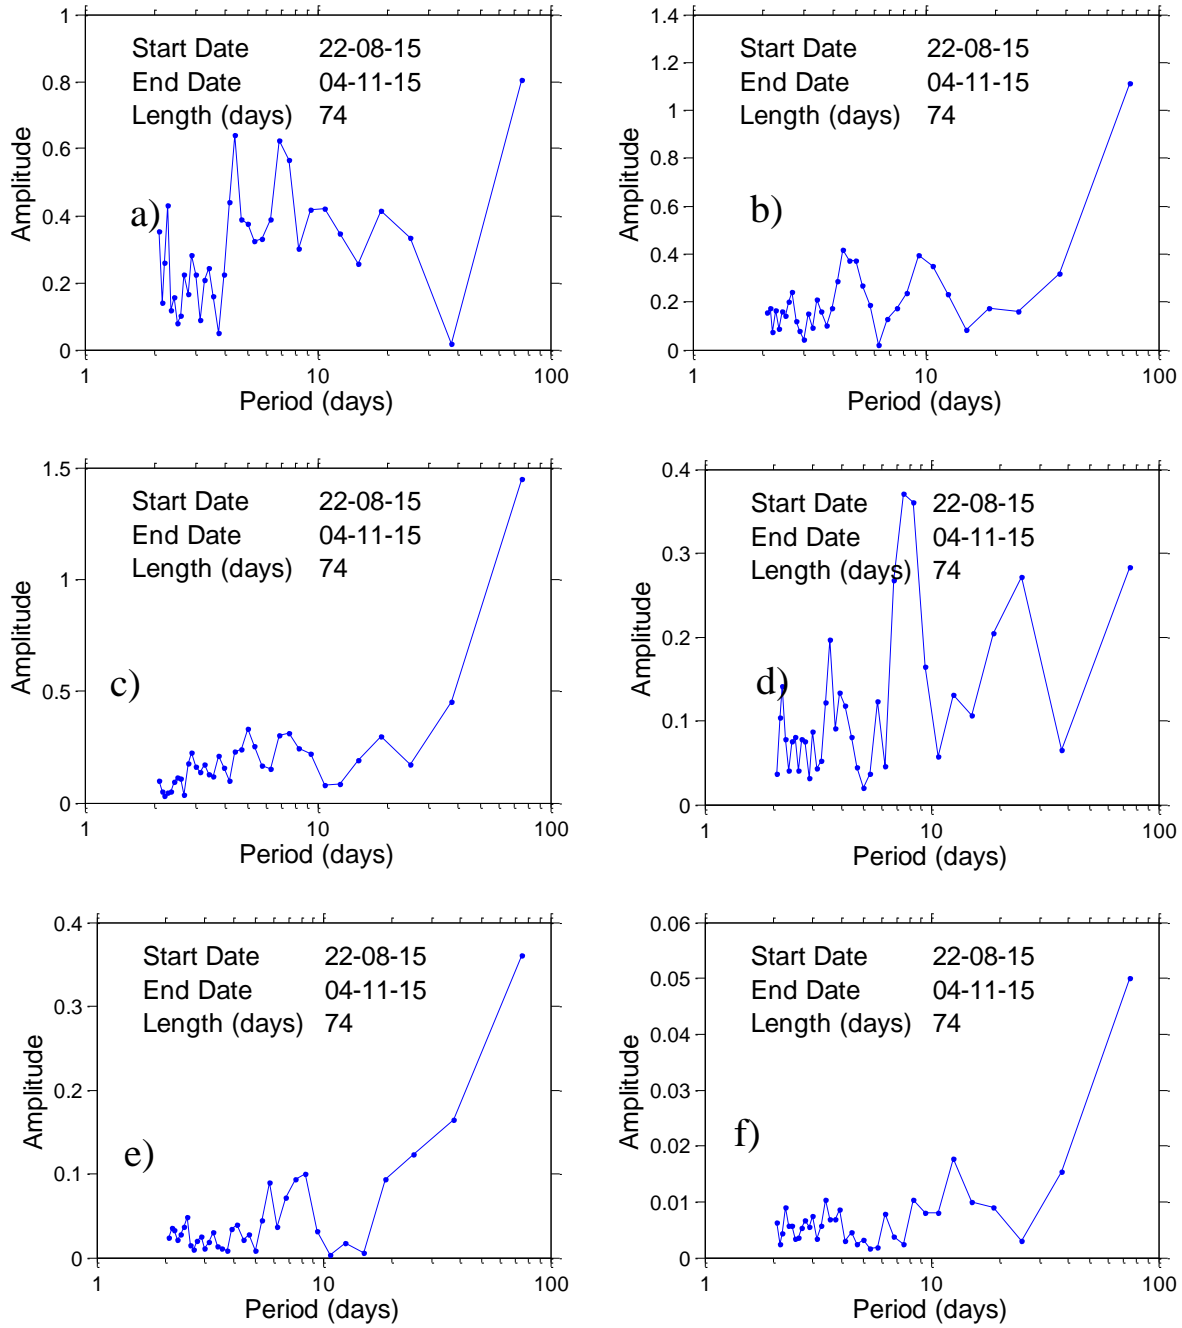 1
0.8
0.6
0.4
0.2
0
Amplitude
Start Date 22-08-15
End Date 04-11-15
Length (days) 74
a)
1 10 100
Period (days)
1.4
1.2
1
0.8
0.6
0.4
0.2
0
Amplitude
Start Date 22-08-15
End Date 04-11-15
Length (days) 74
b)
1 10 100
Period (days)
1.5
1
0.5
0
Amplitude
Start Date 22-08-15
End Date 04-11-15
Length (days) 74
c)
1 10 100
Period (days)
0.4
0.3
0.2
0.1
0
Amplitude
Start Date 22-08-15
End Date 04-11-15
Length (days) 74
d)
1 10 100
Period (days)
0.4
0.3
0.2
0.1
0
Amplitude
Start Date 22-08-15
End Date 04-11-15
Length (days) 74
e)
1 10 100
Period (days)
0.06
0.05
0.04
0.03
0.02
0.01
0
Amplitude
Start Date 22-08-15
End Date 04-11-15
Length (days) 74
f)
1 10 100
Period (days)